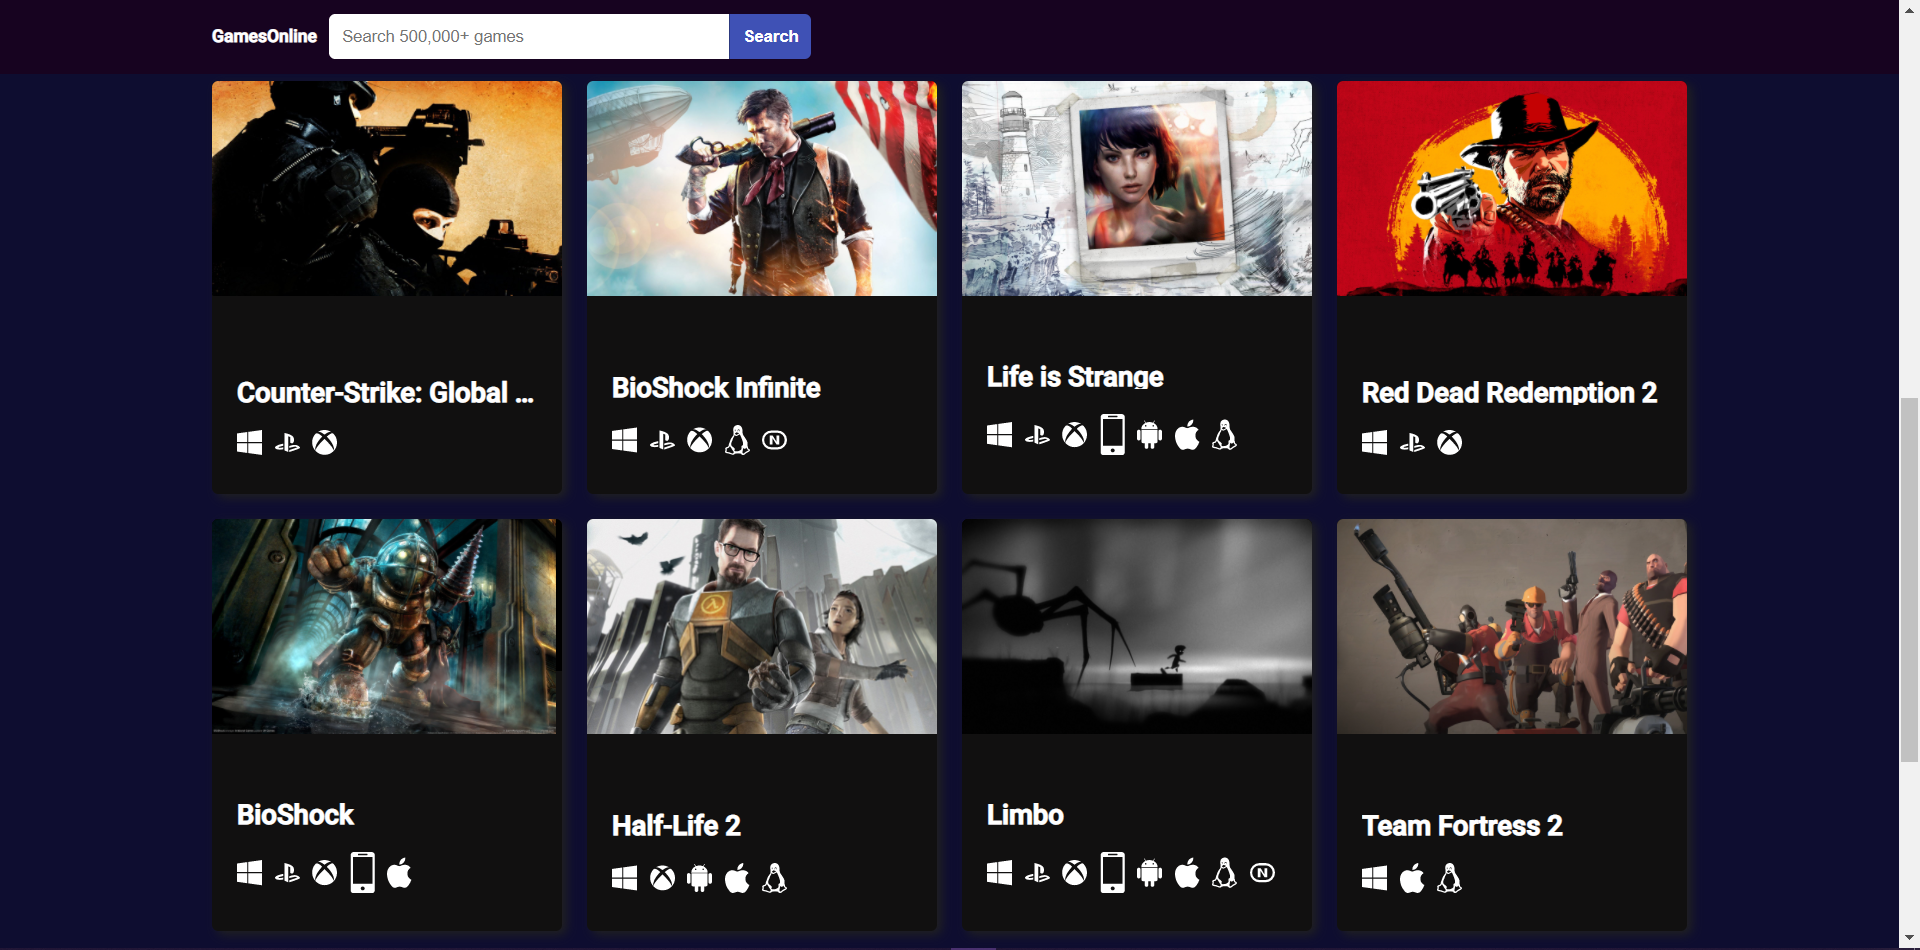 GamesOnline
Search 500,000+ games
Search
Counter-Strike: Global ...
BioShock Infinite
N
Life is Strange
Red Dead Redemption 2
BioShock
Half-Life 2
Limbo
N
Team Fortress 2